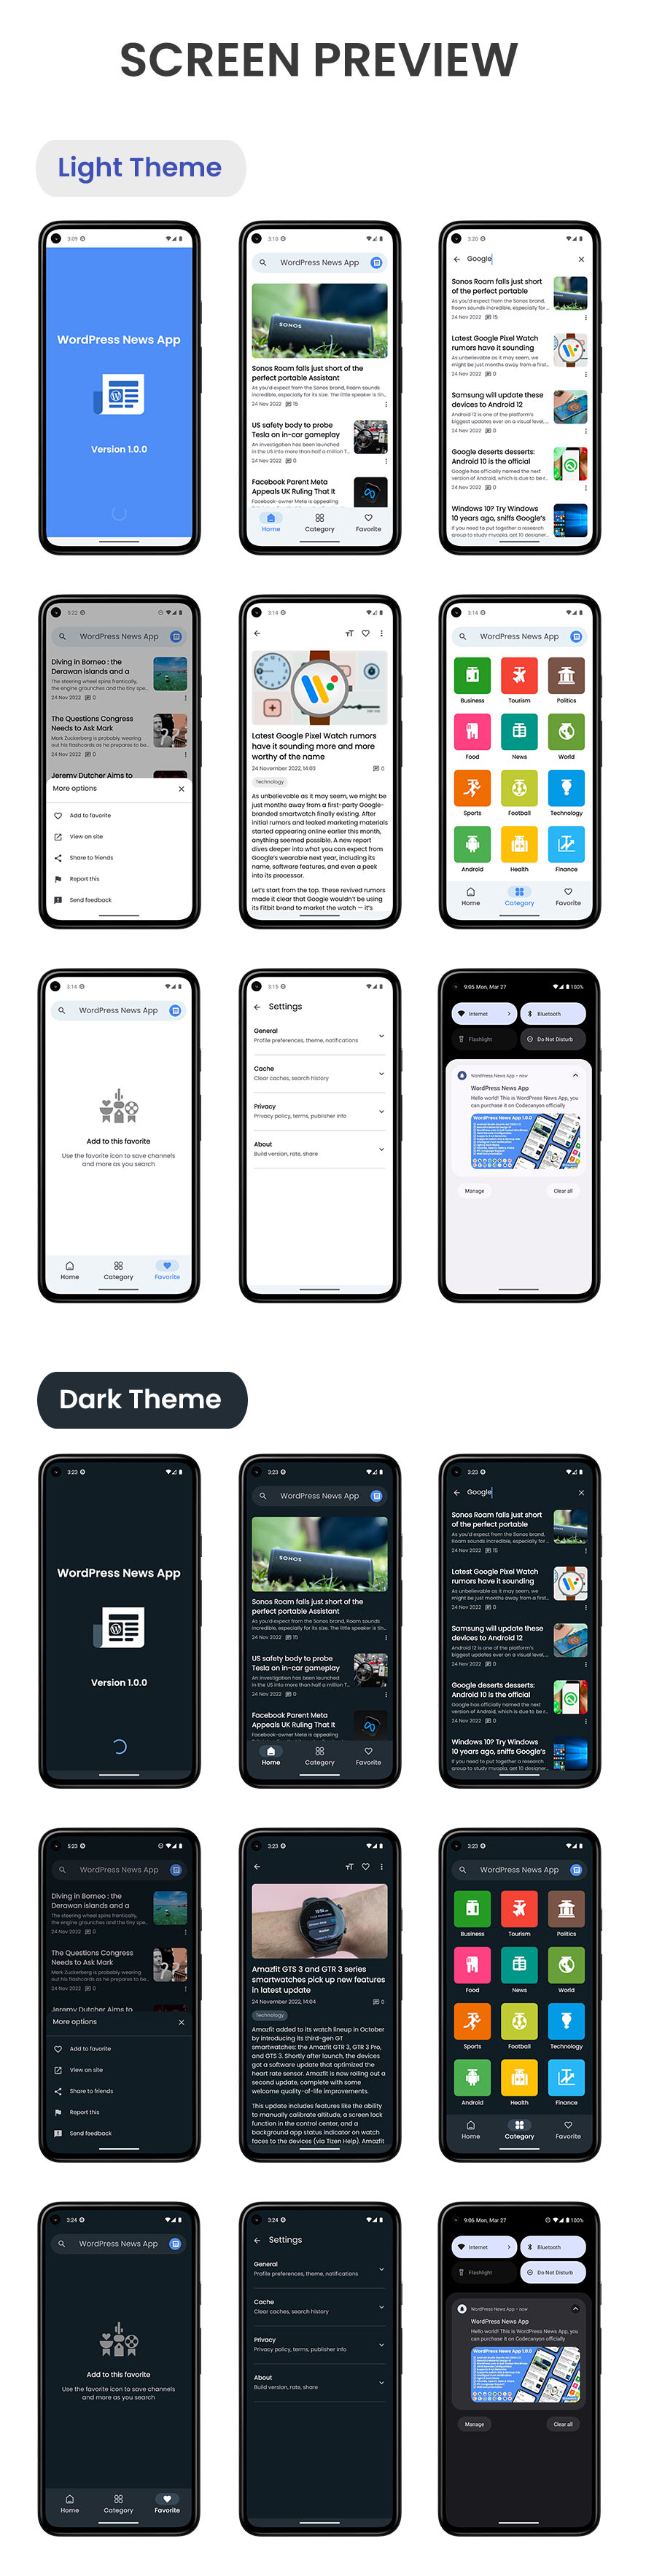 SCREEN PREVIEW
Light Theme
3:09
WordPress News App
Version 1.0.0
3:10
WordPress News App
SONOS
Sonos Roam falls just short of the
perfect portable Assistant
As you'd expect from the Sonos brand, Roam sounds
incredible, especially for its size. The little speaker is tin...
24 Nov 2022 15
US safety body to probe
Tesla on in-car gameplay
An investigation has been launched
in the US into more than half a million T...
24 Nov 2022 0
Facebook Parent Meta
Appeals UK Ruling That It
Facebook-owner Meta is appealing
Home Category Favorite
3:20
Google
Sonos Roam falls just short
of the perfect portable
As you'd expect from the Sonos brand,
Roam sounds incredible, especially for ...
24 Nov 2022 15
Latest Google Pixel Watch
rumors have it sounding
As unbelievable as it may seem, we
might be just months away from a first...
24 Nov 2022 0
Samsung will update these
devices to Android 12
Android 12 is one of the platform's
biggest updates ever on a visual level, ...
24 Nov 2022 0
Google deserts desserts:
Android 10 is the official
Google has officially named the next
version of Android, which is due to be r...
24 Nov 2022 0
Windows 10? Try Windows
10 years ago, sniffs Google's
If you need to put together a research
group to study myopia, get 10 designer...
5:22
WordPress News App
Diving in Borneo : the
Derawan islands and a
The steering wheel spins frantically,
the engine graunches and the tiny spe...
24 Nov 2022 0
The Questions Congress
Needs to Ask Mark
Mark Zuckerberg is probably wearing
out his flashcards as he prepares to be...
24 Nov 2022 0
Jeremy Dutcher Aims to
More options
Add to favorite
View on site
Share to friends
Report this
Send feedback
3:14
Latest Google Pixel Watch rumors
have it sounding more and more
worthy of the name
24 November 2022, 14:03 0
Technology
As unbelievable as it may seem, we might be
just months away from a first-party Google-
branded smartwatch finally existing. After
initial rumors and leaked marketing materials
started appearing online earlier this month,
anything seemed possible. A new report
dives deeper into what you can expect from
Google's wearable next year, including its
name, software features, and even a peek
into its processor.
Let's start from the top. These revived rumors
made it clear that Google wouldn't be using
its Fitbit brand to market the watch — it's
3:14
WordPress News App
Business Tourism Politics
Food News World
Sports Football Technology
Android Health Finance
Home Category Favorite
3:14
WordPress News App
Add to this favorite
Use the favorite icon to save channels
and more as you search
Home Category Favorite
3:15
Settings
General
Profile preferences, theme, notifications
Cache
Clear caches, search history
Privacy
Privacy policy, terms, publisher info
About
Build version, rate, share
9:05 Mon, Mar 27 100%
Internet Bluetooth
Flashlight Do Not Disturb
WordPress News App • now
WordPress News App
Hello world! This is WordPress News App, you
can purchase it on Codecanyon officially
WordPress News App 1.0.0
Manage Clear all
Dark Theme
3:23
WordPress News App
Version 1.0.0
3:23
WordPress News App
SONOS
Sonos Roam falls just short of the
perfect portable Assistant
As you'd expect from the Sonos brand, Roam sounds
incredible, especially for its size. The little speaker is tin...
24 Nov 2022 15
US safety body to probe
Tesla on in-car gameplay
An investigation has been launched
in the US into more than half a million T...
24 Nov 2022 0
Facebook Parent Meta
Appeals UK Ruling That It
Facebook-owner Meta is appealing
Home Category Favorite
3:23
Google
Sonos Roam falls just short
of the perfect portable
As you'd expect from the Sonos brand,
Roam sounds incredible, especially for ...
24 Nov 2022 15
Latest Google Pixel Watch
rumors have it sounding
As unbelievable as it may seem, we
might be just months away from a first...
24 Nov 2022 0
Samsung will update these
devices to Android 12
Android 12 is one of the platform's
biggest updates ever on a visual level, ...
24 Nov 2022 0
Google deserts desserts:
Android 10 is the official
Google has officially named the next
version of Android, which is due to be r...
24 Nov 2022 0
Windows 10? Try Windows
10 years ago, sniffs Google's
If you need to put together a research
group to study myopia, get 10 designer...
5:23
WordPress News App
Diving in Borneo : the
Derawan islands and a
The steering wheel spins frantically,
the engine graunches and the tiny spe...
24 Nov 2022 0
The Questions Congress
Needs to Ask Mark
Mark Zuckerberg is probably wearing
out his flashcards as he prepares to be...
24 Nov 2022 0
Jeremy Dutcher Aims to
More options
Add to favorite
View on site
Share to friends
Report this
Send feedback
3:23
Amazfit GTS 3 and GTR 3 series
smartwatches pick up new features
in latest update
24 November 2022, 14:04 0
Technology
Amazfit added to its watch lineup in October
by introducing its third-gen GT
smartwatches: the Amazfit GTR 3, GTR 3 Pro,
and GTS 3. Shortly after launch, the devices
got a software update that optimized the
heart rate sensor. Amazfit is now rolling out a
second update, complete with some
welcome quality-of-life improvements.
This update includes features like the ability
to manually calibrate altitude, a screen lock
function in the control center, and a
background app status indicator on watch
faces to the devices (via Tizen Help). Amazfit
3:23
WordPress News App
Business Tourism Politics
Food News World
Sports Football Technology
Android Health Finance
Home Category Favorite
3:24
WordPress News App
Add to this favorite
Use the favorite icon to save channels
and more as you search
Home Category Favorite
3:24
Settings
General
Profile preferences, theme, notifications
Cache
Clear caches, search history
Privacy
Privacy policy, terms, publisher info
About
Build version, rate, share
9:06 Mon, Mar 27 100%
Internet Bluetooth
Flashlight Do Not Disturb
WordPress News App • now
WordPress News App
Hello world! This is WordPress News App, you
can purchase it on Codecanyon officially
WordPress News App 1.0.0
Manage Clear all